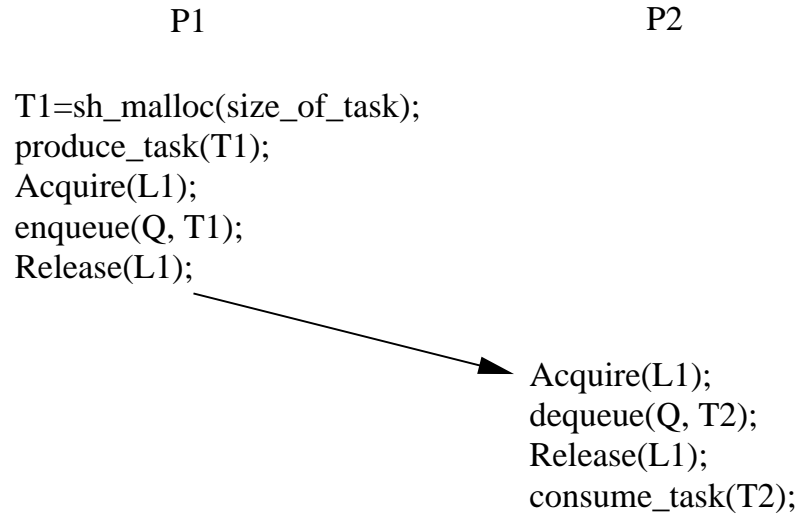 P1
P2
T1=sh_malloc(size_of_task);
produce_task(T1);
Acquire(L1);
enqueue(Q, T1);
Release(L1);
Acquire(L1);
dequeue(Q, T2);
Release(L1);
consume_task(T2);